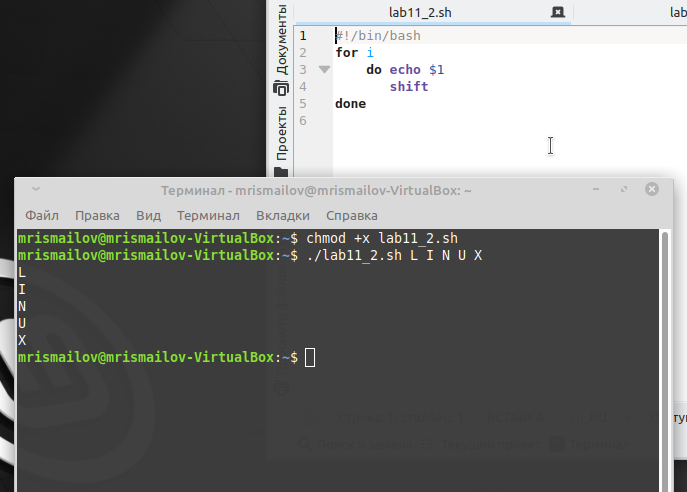 lab11_2.sh
lab
Документы
Проекты
1 #!/bin/bash
2 for i
3 do echo $1
4 shift
5 done
6
Терминал - mrismailov@mrismailov-VirtualBox: ~
Файл Правка Вид Терминал Вкладки Справка
mrismailov@mrismailov-VirtualBox:~$ chmod +x lab11_2.sh
mrismailov@mrismailov-VirtualBox:~$ ./lab11_2.sh L I N U X
L
I
N
U
X
mrismailov@mrismailov-VirtualBox:~$